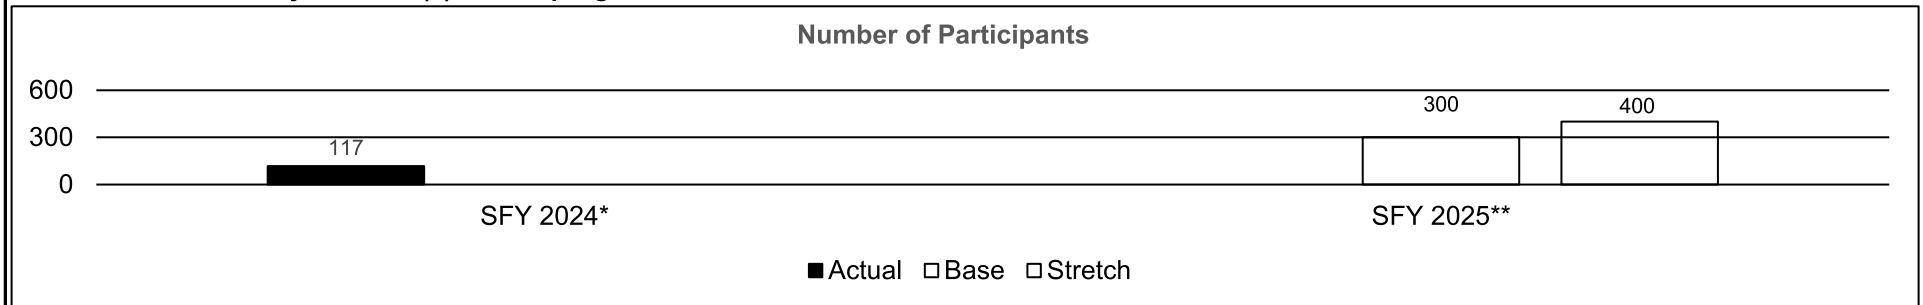 Number of Participants
600
300
0
117
300
400
SFY 2024*
SFY 2025**
Actual
Base
Stretch